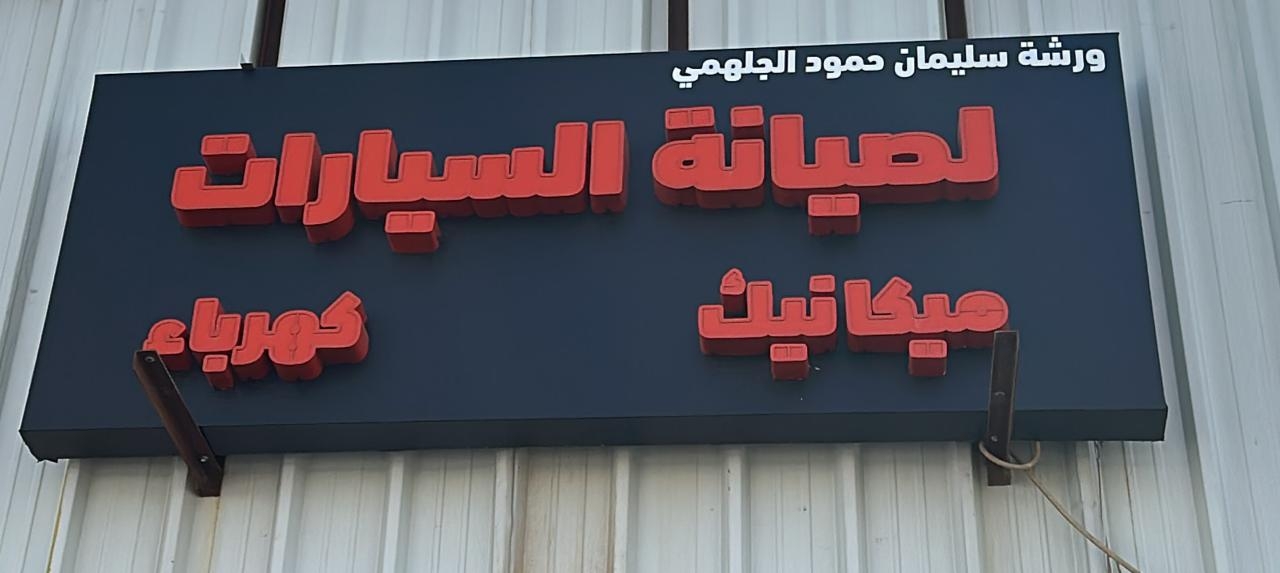 ورشة سليمان حمود الجلهمي
لصيانة السيارات
ميكانيك كهرباء